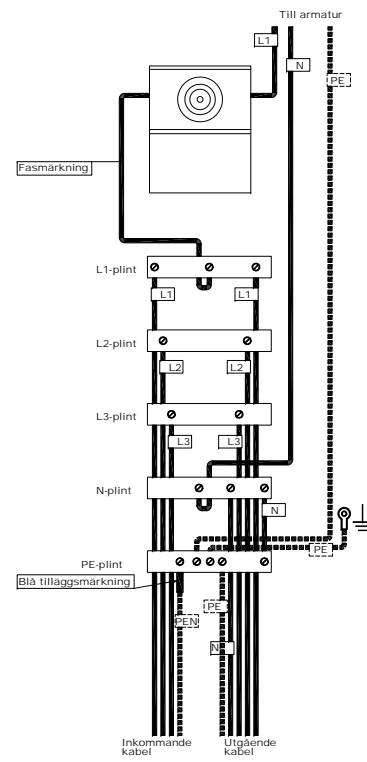 Till armatur
L1
N
PE
Fasmärkning
L1-plint
L1
L1
L2-plint
L2
L2
L3-plint
L3
L3
N-plint
N
PE
PE-plint
Blå tilläggsmärkning
PE
PEN
N
Inkommande
kabel
Utgående
kabel